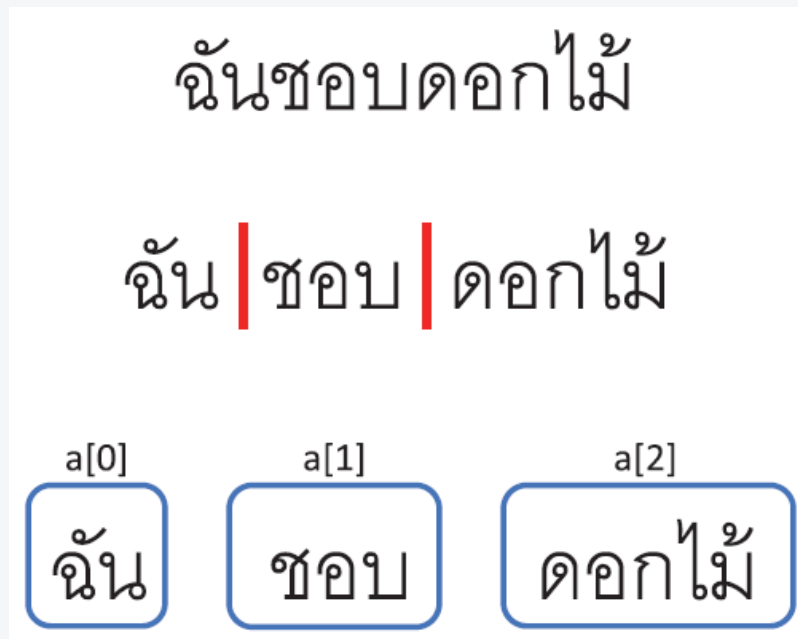 ฉันชอบดอกไม้
ฉัน | ชอบ | ดอกไม้
a[0] a[1] a[2]
ฉัน ชอบ ดอกไม้